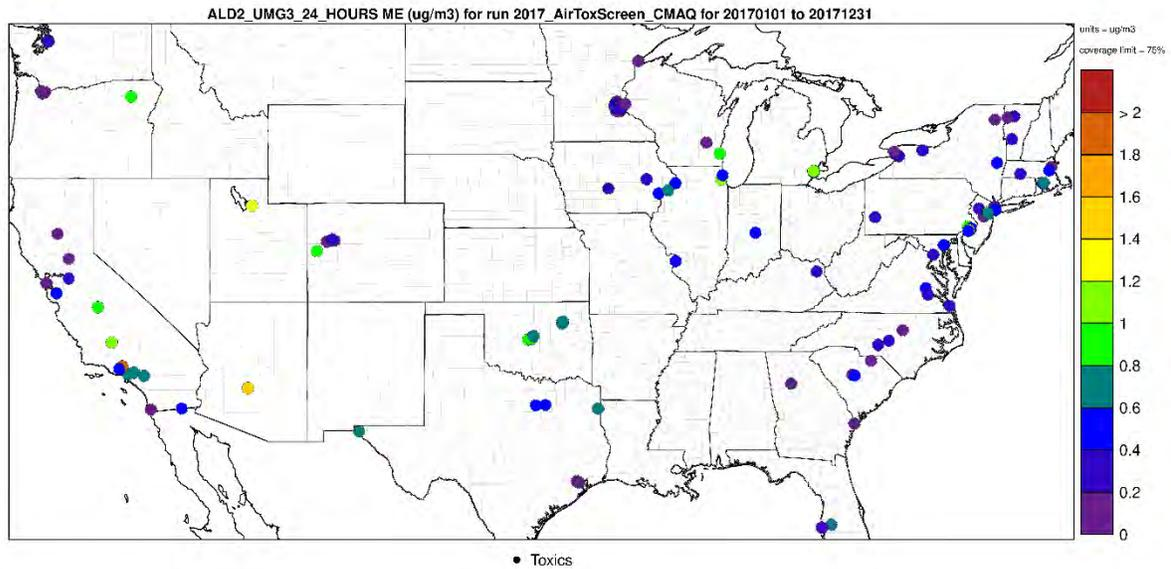 ALD2_UMG3_24_HOURS ME (ug/m3) for run 2017_AirToxScreen_CMAQ for 20170101 to 20171231
units = ug/m3
coverage limit = 75%
> 2
1.8
1.6
1.4
1.2
1
0.8
0.6
0.4
0.2
0
● Toxics